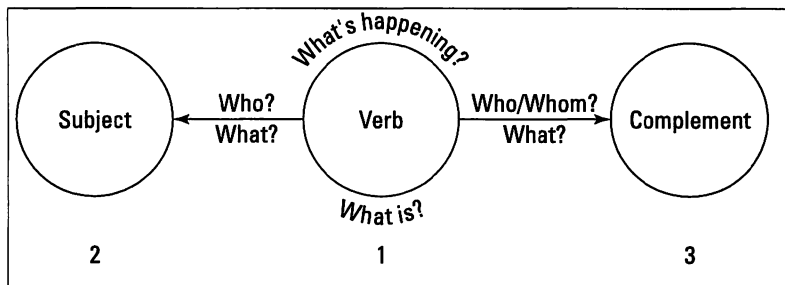 What's happening?
Subject
Who?
What?
Verb
Who/Whom?
What?
Complement
What is?
2
1
3